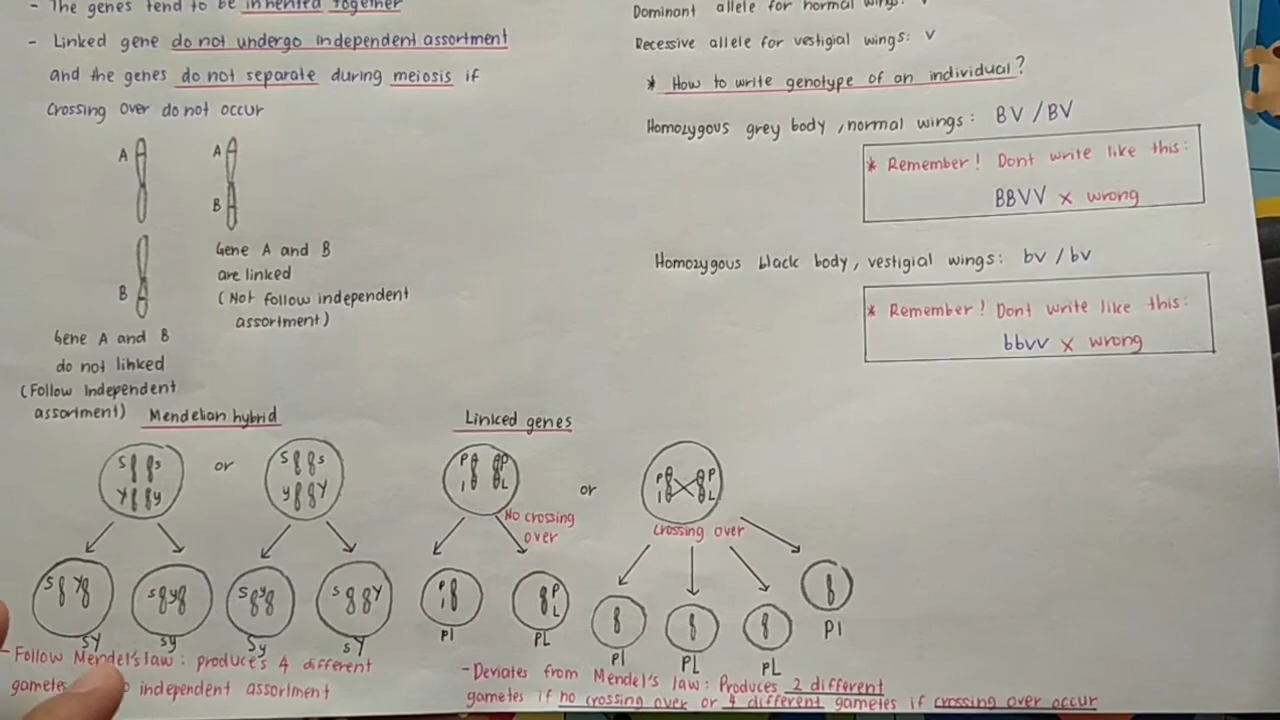 - The genes tend to be inherited together
- Linked gene do not undergo independent assortment
and the genes do not separate during meiosis if
crossing over do not occur
A
A
B
B
Gene A and B
are linked
(Not follow independent
assortment)
Gene A and B
do not linked
(Follow Independent
assortment)
Dominant allele for normal wings: V
Recessive allele for vestigial wings: v
* How to write genotype of an individual?
Homozygous grey body, normal wings: BV / BV
* Remember! Dont write like this:
BBVV x wrong
Homozygous black body, vestigial wings: bv / bv
* Remember! Dont write like this:
bbvv x wrong
Mendelian hybrid
S s
Y y
or
S s
y Y
S Y
s y
S y
s Y
SY
sy
Sy
sY
- Follow Mendel's law: produces 4 different
gametes independent assortment
Linked genes
P P
l L
No crossing
over
or
P P
l L
Crossing over
P
l
P
L
Pl
PL
Pl
PL
PL
Pl
- Deviates from Mendel's law: Produces 2 different
gametes if no crossing over or 4 different gametes if crossing over occur